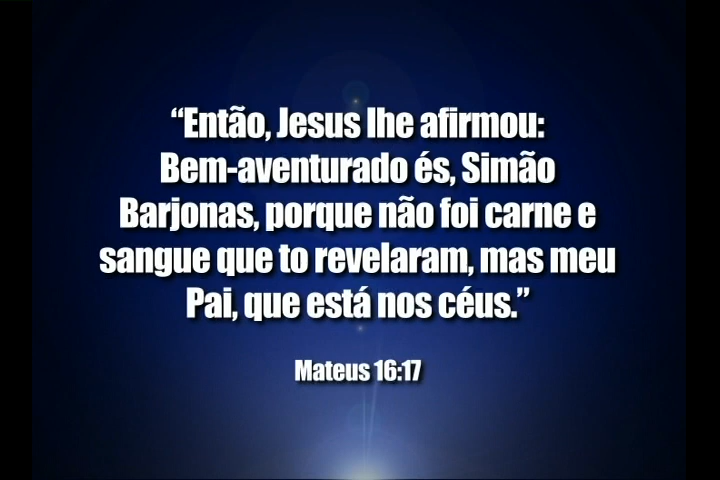 “Então, Jesus lhe afirmou:
Bem-aventurado és, Simão
Barjonas, porque não foi carne e
sangue que to revelaram, mas meu
Pai, que está nos céus.”
Mateus 16:17